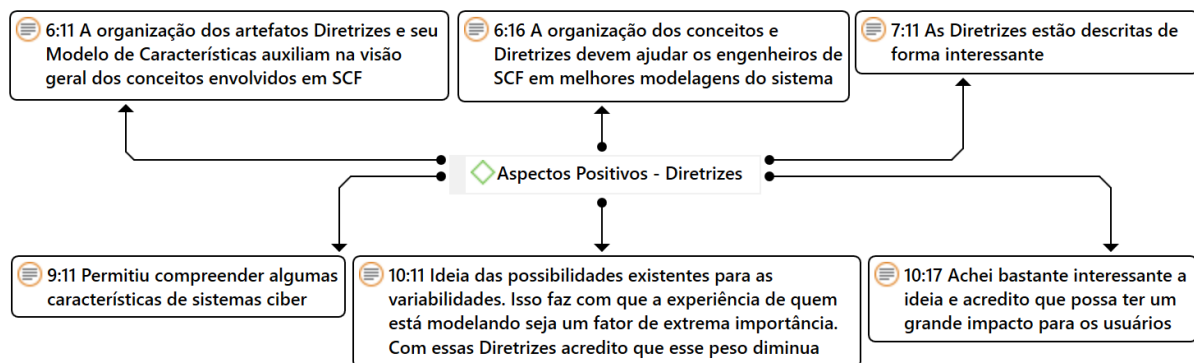 6:11 A organização dos artefatos Diretrizes e seu
Modelo de Características auxiliam na visão
geral dos conceitos envolvidos em SCF
6:16 A organização dos conceitos e
Diretrizes devem ajudar os engenheiros de
SCF em melhores modelagens do sistema
7:11 As Diretrizes estão descritas de
forma interessante
Aspectos Positivos - Diretrizes
9:11 Permitiu compreender algumas
características de sistemas ciber
10:11 Ideia das possibilidades existentes para as
variabilidades. Isso faz com que a experiência de quem
está modelando seja um fator de extrema importância.
Com essas Diretrizes acredito que esse peso diminua
10:17 Achei bastante interessante a
ideia e acredito que possa ter um
grande impacto para os usuários